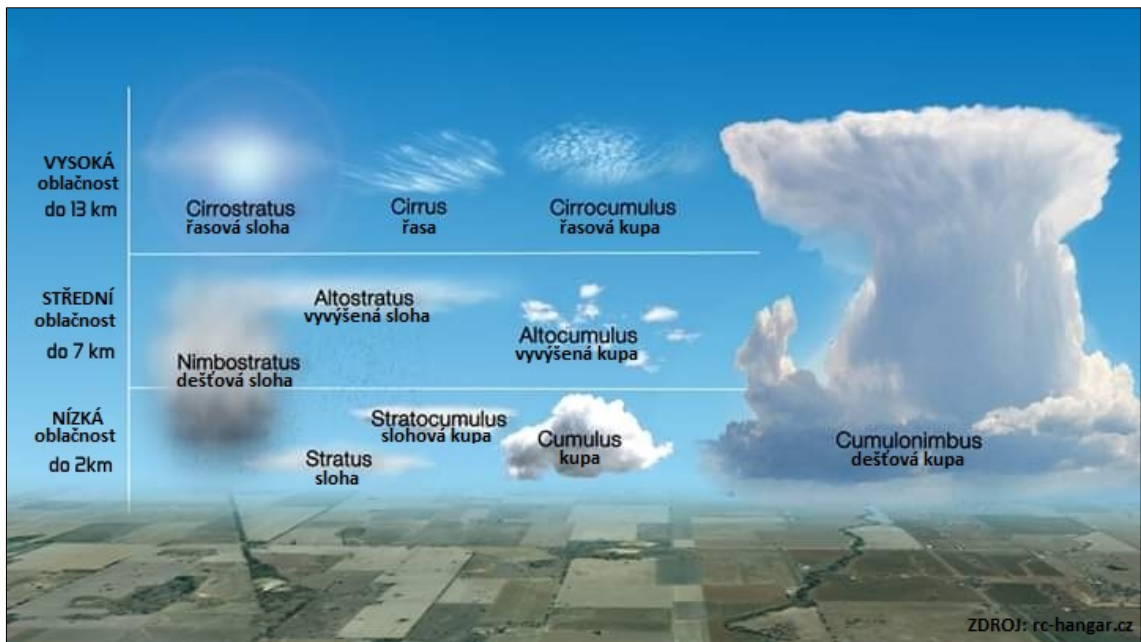 VYSOKÁ
oblačnost
do 13 km
Cirrostratus
řasová sloha
Cirrus
řasa
Cirrocumulus
řasová kupa
STŘEDNÍ
oblačnost
do 7 km
Altostratus
vyvýšená sloha
Altocumulus
vyvýšená kupa
Nimbostratus
dešťová sloha
NÍZKÁ
oblačnost
do 2km
Stratocumulus
slohová kupa
Stratus
sloha
Cumulus
kupa
Cumulonimbus
dešťová kupa
ZDROJ: rc-hangar.cz